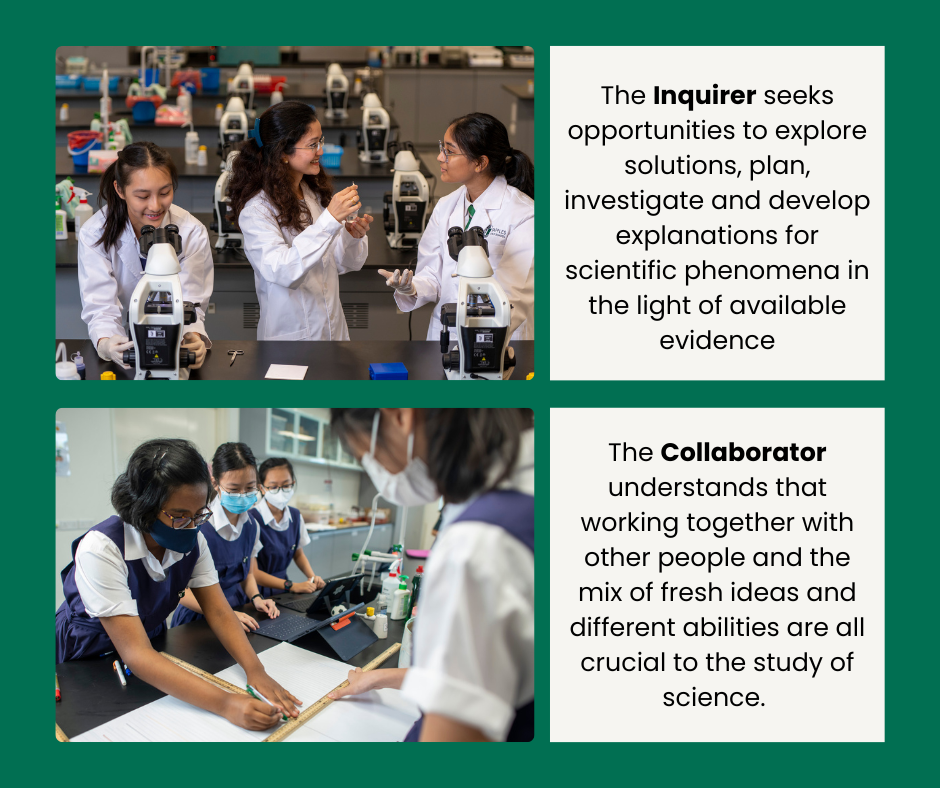 The Inquirer seeks
opportunities to explore
solutions, plan,
investigate and develop
explanations for
scientific phenomena in
the light of available
evidence
The Collaborator
understands that
working together with
other people and the
mix of fresh ideas and
different abilities are all
crucial to the study of
science.